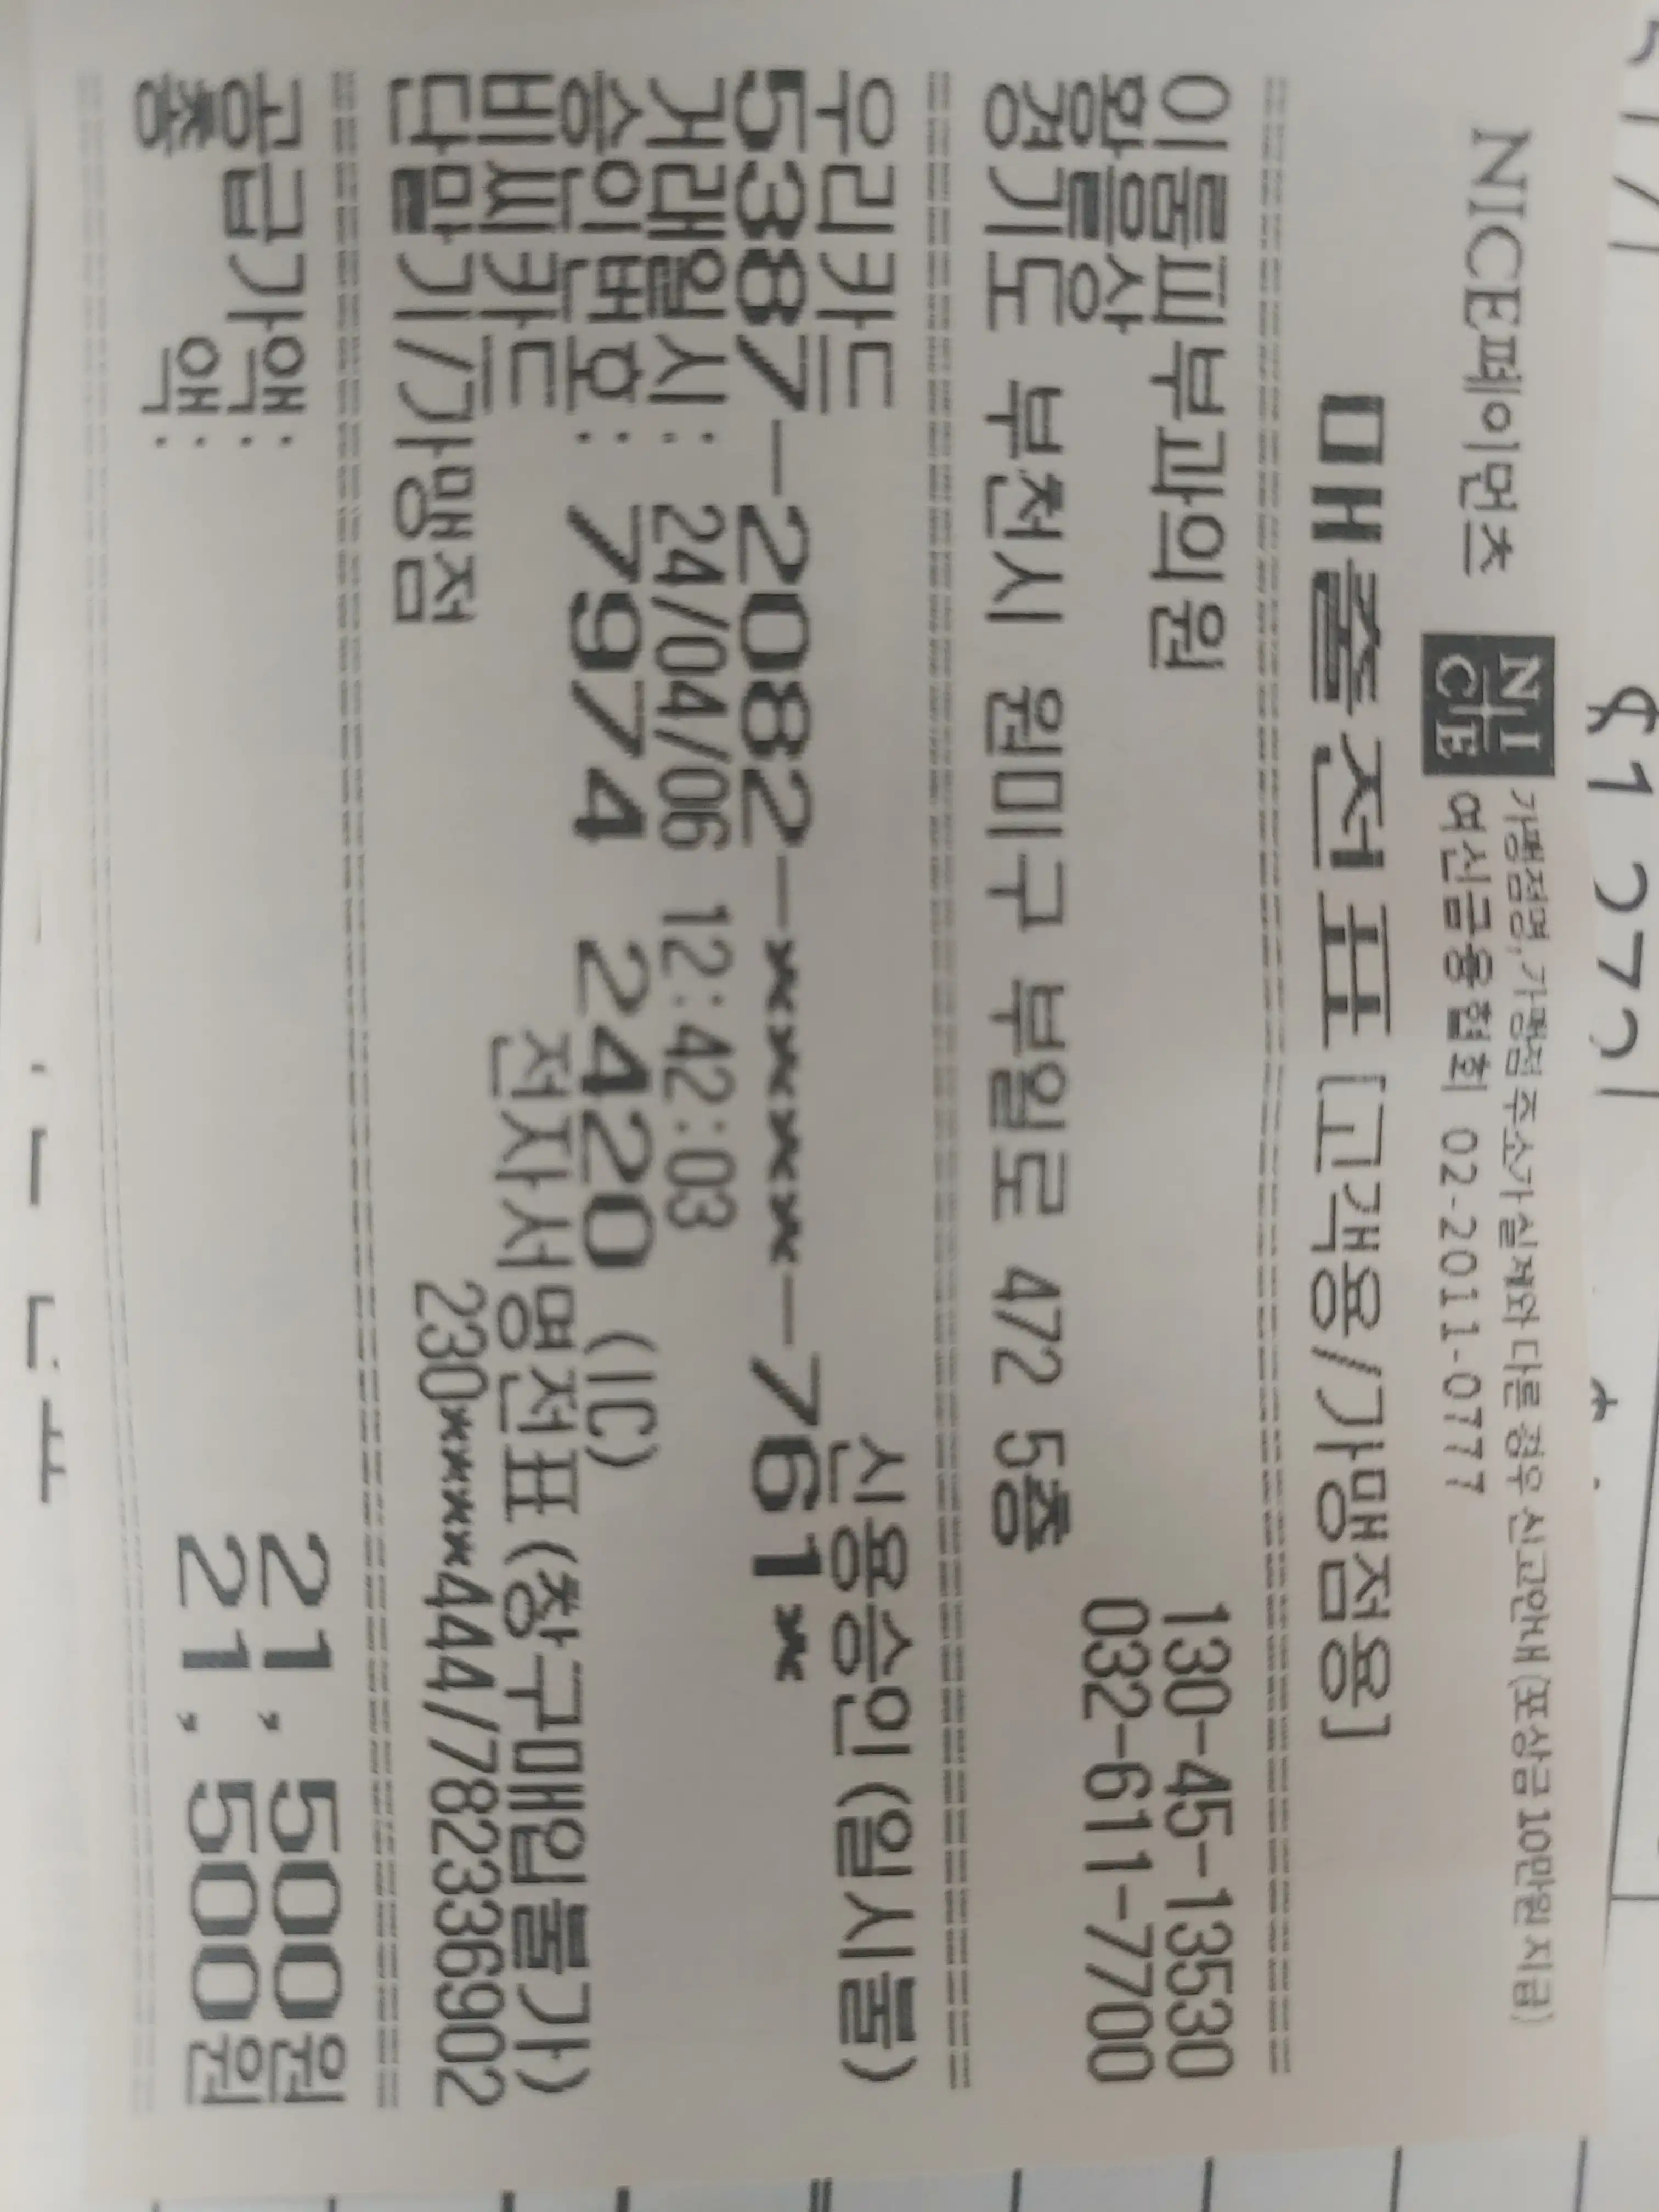 NICE페이먼츠
NICE
가맹점명,가맹점 주소가 실제와 다른 경우 신고안내 (포상금 10만원 지급)
여신금융협회 02-2011-0777
매출전표 [고객용/가맹점용]
이룸피부과의원 130-45-13530
황등상 032-611-7700
경기도 부천시 원미구 부일로 472 5층
우리카드 신용승인(일시불)
5387-2082-****-761*
거래일시: 24/04/06 12:42:03
승인번호: 7974 2420 (IC)
비씨카드 전자서명전표(창구매입불가)
단말기/가맹점 230****444/782336902
공급가액: 21,500원
총 액: 21,500원